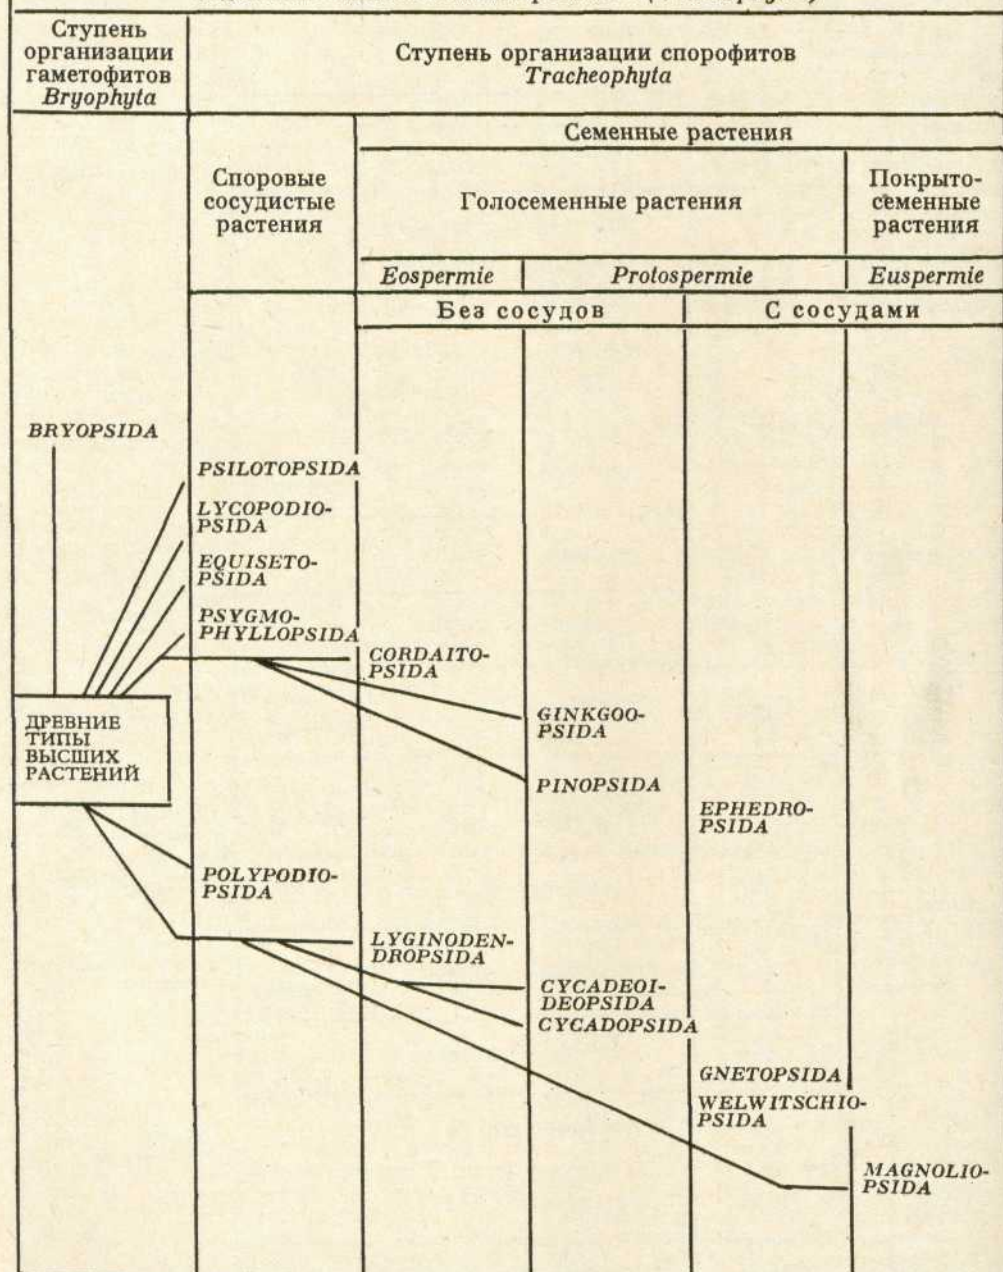 Ступень
организации
гаметофитов
Bryophyta
Ступень организации спорофитов
Tracheophyta
Семенные растения
Споровые
сосудистые
растения
Голосеменные растения
Покрыто-
семенные
растения
Eospermie
Protospermie
Euspermie
Без сосудов
С сосудами
BRYOPSIDA
PSILOTOPSIDA
LYCOPODIO-
PSIDA
EQUISETO-
PSIDA
PSYGMO-
PHYLLOPSIDA
CORDAITO-
PSIDA
GINKGOO-
PSIDA
PINOPSIDA
EPHEDRO-
PSIDA
ДРЕВНИЕ
ТИПЫ
ВЫСШИХ
РАСТЕНИЙ
POLYPODIO-
PSIDA
LYGINODEN-
DROPSIDA
CYCADEOI-
DEOPSIDA
CYCADOPSIDA
GNETOPSIDA
WELWITSCHIO-
PSIDA
MAGNOLIO-
PSIDA